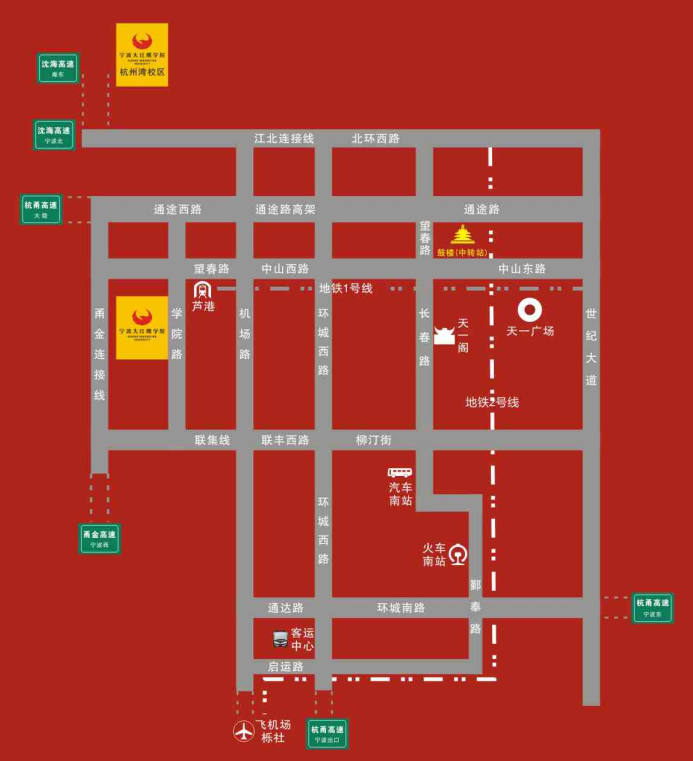 沈海高速
宁波大红鹰学院
杭州湾校区
沈海高速
宁波北
江北连接线
北环西路
杭甬高速
通途西路
通途路高架
通途路
望春路
鼓楼(中转站)
望春路
中山西路
中山东路
地铁1号线
芦港
甬金连接线
宁波大红鹰学院
学院路
机场路
环城西路
长春路
天一阁
天一广场
世纪大道
地铁2号线
联集线
联丰西路
柳汀街
汽车
南站
环城西路
甬金高速
宁波西
火车
南站
鄞奉路
通达路
环城南路
杭甬高速
宁波东
客运
中心
启运路
飞机场
栎社
杭甬高速
宁波出口